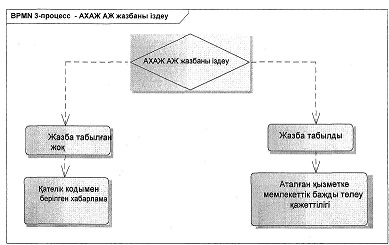 BPMN 3-процесс - АХАЖ АЖ жазбаны іздеу
АХАЖ АЖ жазбаны іздеу
Жазба табылған
жоқ
Жазба табылды
Қателік кодымен
берілген хабарлама
Аталған қызметке
мемлекеттік бажды төлеу
қажеттілігі